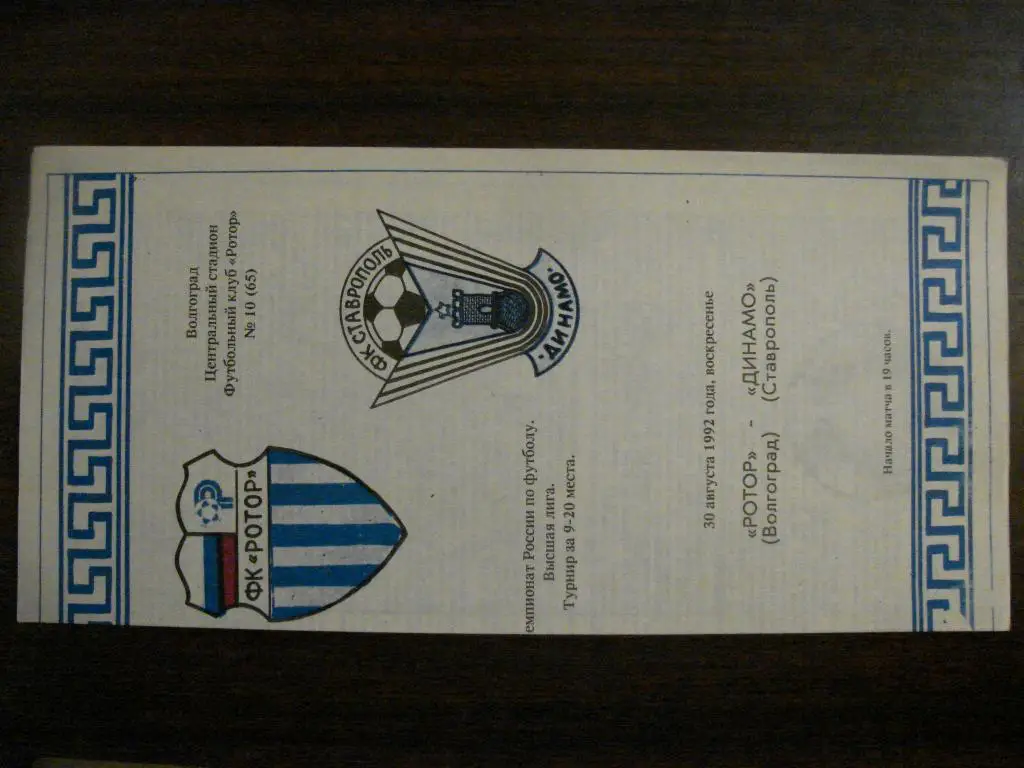 Волгоград
Центральный стадион
Футбольный клуб «Ротор»
№ 10 (65)
ФК «РОТОР»
ФК СТАВРОПОЛЬ
·ДИНАМО·
емпионат России по футболу.
Высшая лига.
Турнир за 9-20 места.
30 августа 1992 года, воскресенье
«РОТОР» - «ДИНАМО»
(Волгоград) (Ставрополь)
Начало матча в 19 часов.